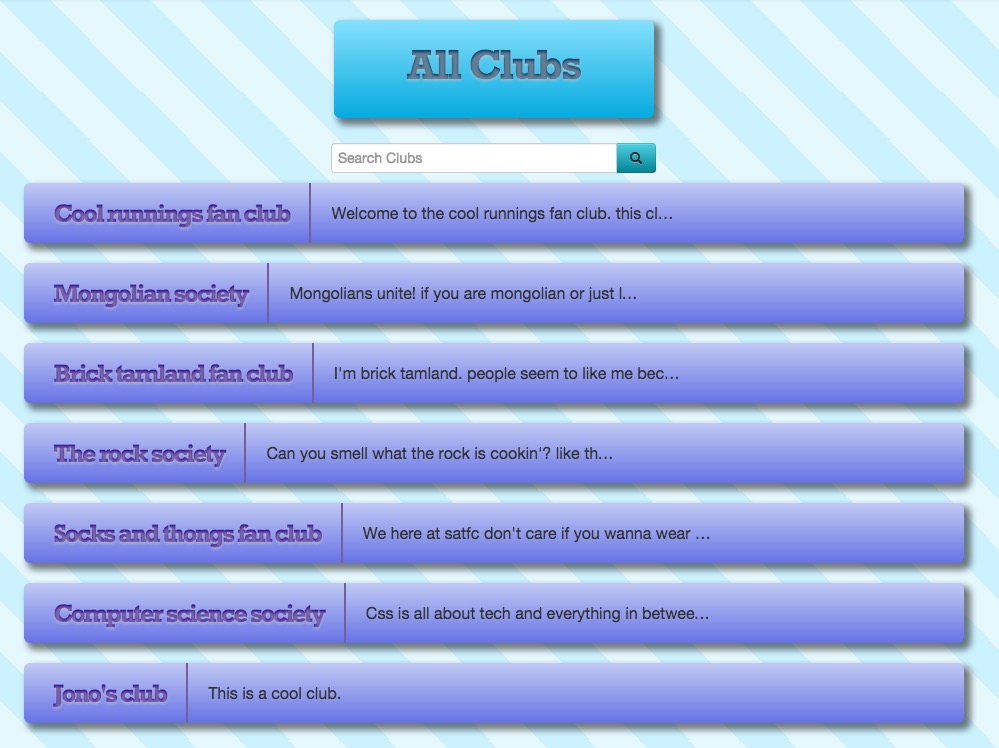 All Clubs
Search Clubs
Cool runnings fan club
Welcome to the cool runnings fan club. this cl...
Mongolian society
Mongolians unite! if you are mongolian or just l...
Brick tamland fan club
I'm brick tamland. people seem to like me bec...
The rock society
Can you smell what the rock is cookin'? like th...
Socks and thongs fan club
We here at satfc don't care if you wanna wear ...
Computer science society
Css is all about tech and everything in betwee...
Jono's club
This is a cool club.